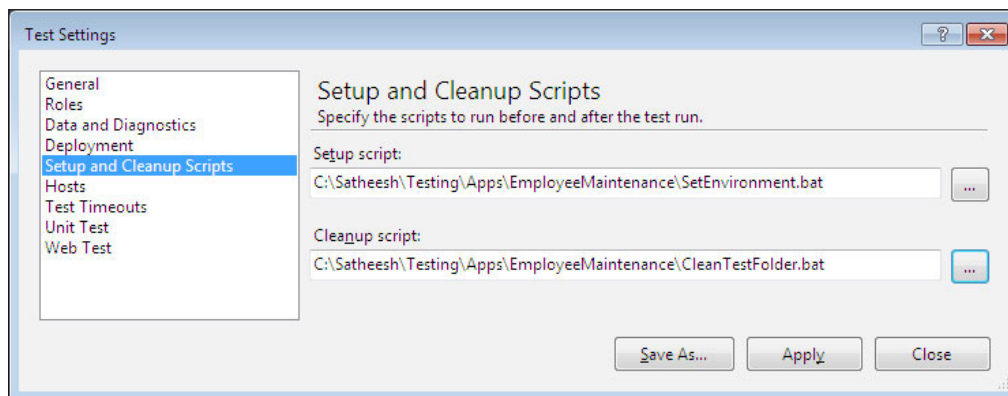 Test Settings
General
Roles
Data and Diagnostics
Deployment
Setup and Cleanup Scripts
Hosts
Test Timeouts
Unit Test
Web Test
Setup and Cleanup Scripts
Specify the scripts to run before and after the test run.
Setup script:
C:\Satheesh\Testing\Apps\EmployeeMaintenance\SetEnvironment.bat
...
Cleanup script:
C:\Satheesh\Testing\Apps\EmployeeMaintenance\CleanTestFolder.bat
...
Save As...
Apply
Close